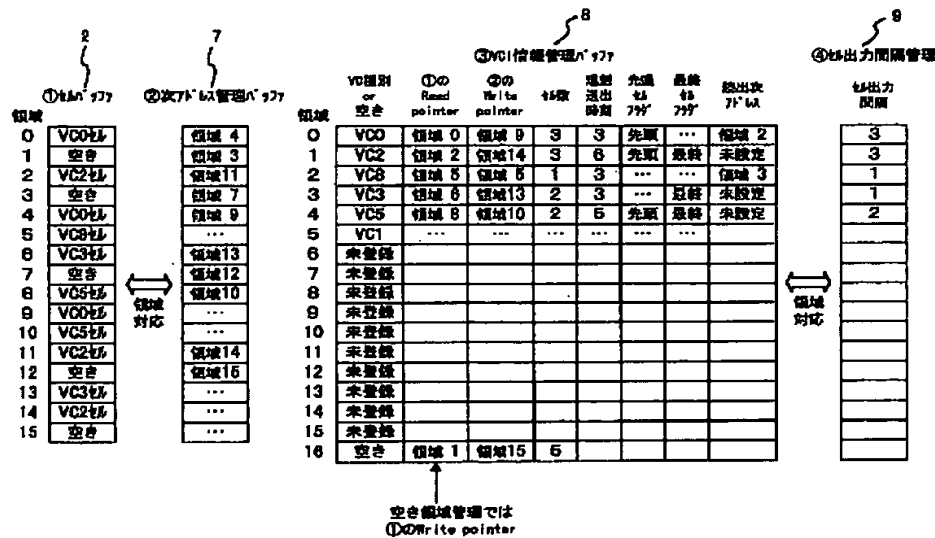 8
9
2
7
③VCI情報管理ﾊﾞｯﾌｧ
④ｾﾙ出力間隔管理
①ｾﾙﾊﾞｯﾌｧ
②次ｱﾄﾞﾚｽ管理ﾊﾞｯﾌｧ
VC種別 or 空き ①の Read pointer ②の Write pointer ｾﾙ数 理想送出時刻 先頭ｾﾙﾌﾗｸﾞ 最終ｾﾙﾌﾗｸﾞ 読出次ｱﾄﾞﾚｽ ｾﾙ出力間隔
領域 領域
0 VC0ｾﾙ 領域 4 0 VC0 領域 0 領域 9 3 3 先頭 … 領域 2 3
1 空き 領域 3 1 VC2 領域 2 領域14 3 6 先頭 最終 未設定 3
2 VC2ｾﾙ 領域11 2 VC8 領域 5 領域 5 1 3 … … 領域 3 1
3 空き 領域 7 3 VC3 領域 6 領域13 2 3 … 最終 未設定 1
4 VC0ｾﾙ 領域 9 4 VC5 領域 8 領域10 2 5 先頭 最終 未設定 2
5 VC8ｾﾙ … 5 VC1 … … … … … …
6 VC3ｾﾙ 領域13 6 未登録
7 空き 領域12 7 未登録
8 VC5ｾﾙ 領域10 8 未登録
9 VC0ｾﾙ … 9 未登録
10 VC5ｾﾙ … 10 未登録
11 VC2ｾﾙ 領域14 11 未登録
12 空き 領域15 12 未登録
13 VC3ｾﾙ … 13 未登録
14 VC2ｾﾙ … 14 未登録
15 空き … 15 未登録
16 空き 領域 1 領域15 5
領域
対応
領域
対応
空き領域管理では
①のWrite pointer